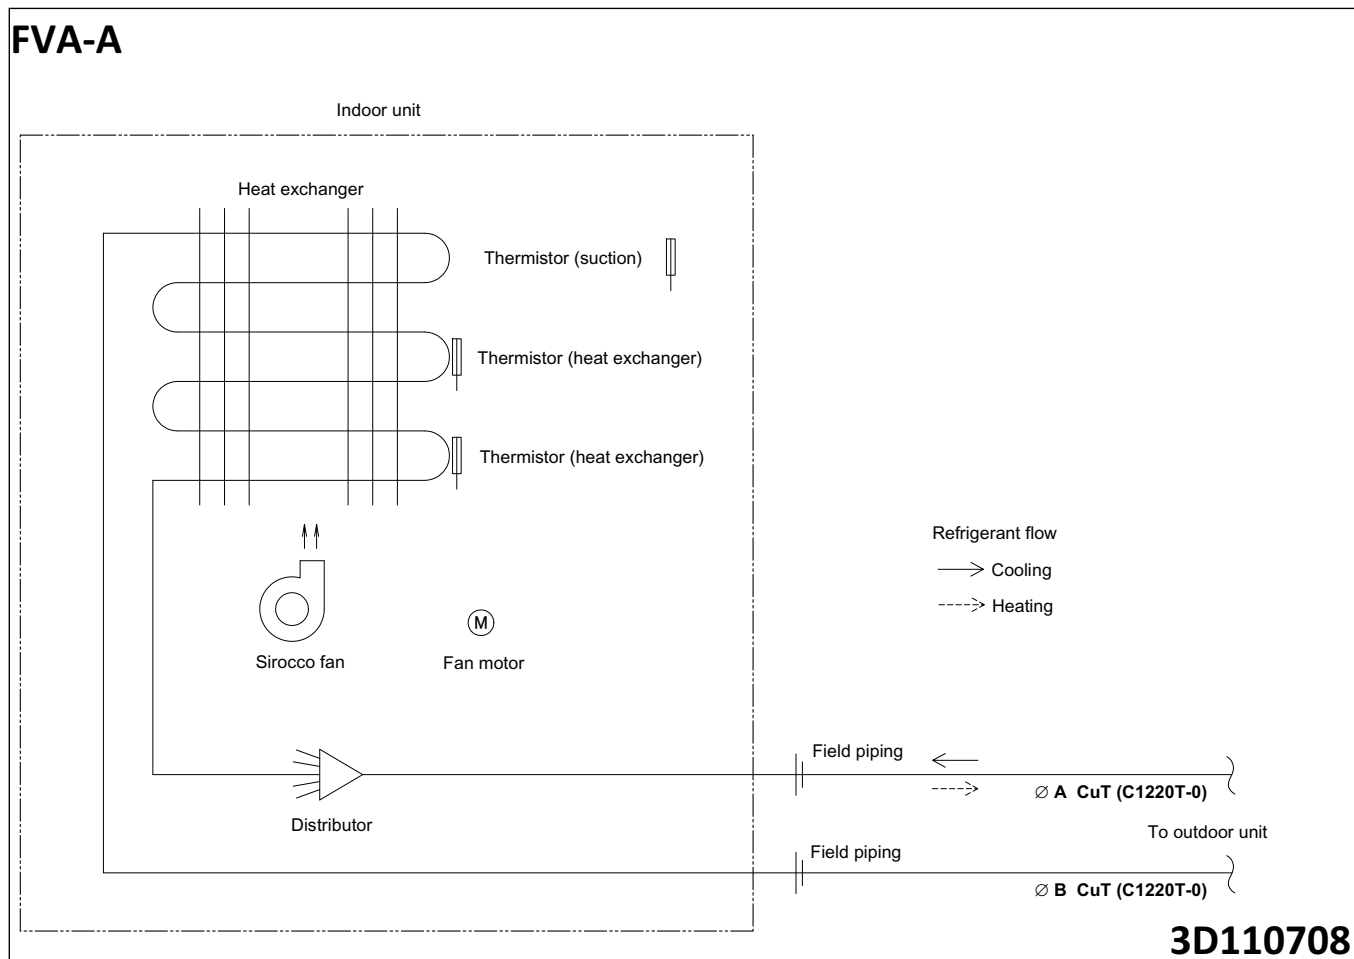 FVA-A
Indoor unit
Heat exchanger
Thermistor (suction)
Thermistor (heat exchanger)
Thermistor (heat exchanger)
Refrigerant flow
Cooling
Heating
M
Sirocco fan
Fan motor
Field piping
∅ A CuT (C1220T-0)
Distributor
To outdoor unit
Field piping
∅ B CuT (C1220T-0)
3D110708